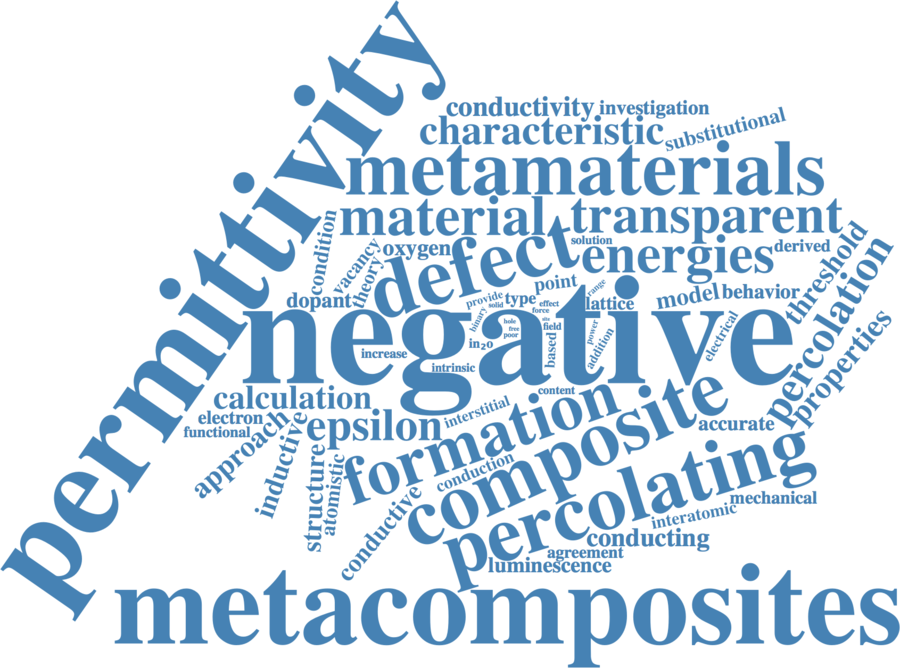 permittivity
conductivity
investigation
characteristic
substitutional
metamaterials
material
transparent
condition
vacancy
theory
oxygen
defect
solution
energies
derived
threshold
percolation
dopant
point
range
provide
solid
type
effect
force
lattice
model
behavior
negative
binary
hole
free
poor
site
field
based
power
addition
electrical
properties
in₂o
increase
intrinsic
content
calculation
electron
functional
approach
inductive
epsilon
interstitial
formation
composite
accurate
structure
atomistic
conductive
conduction
percolating
interatomic
mechanical
conducting
agreement
luminescence
metacomposites